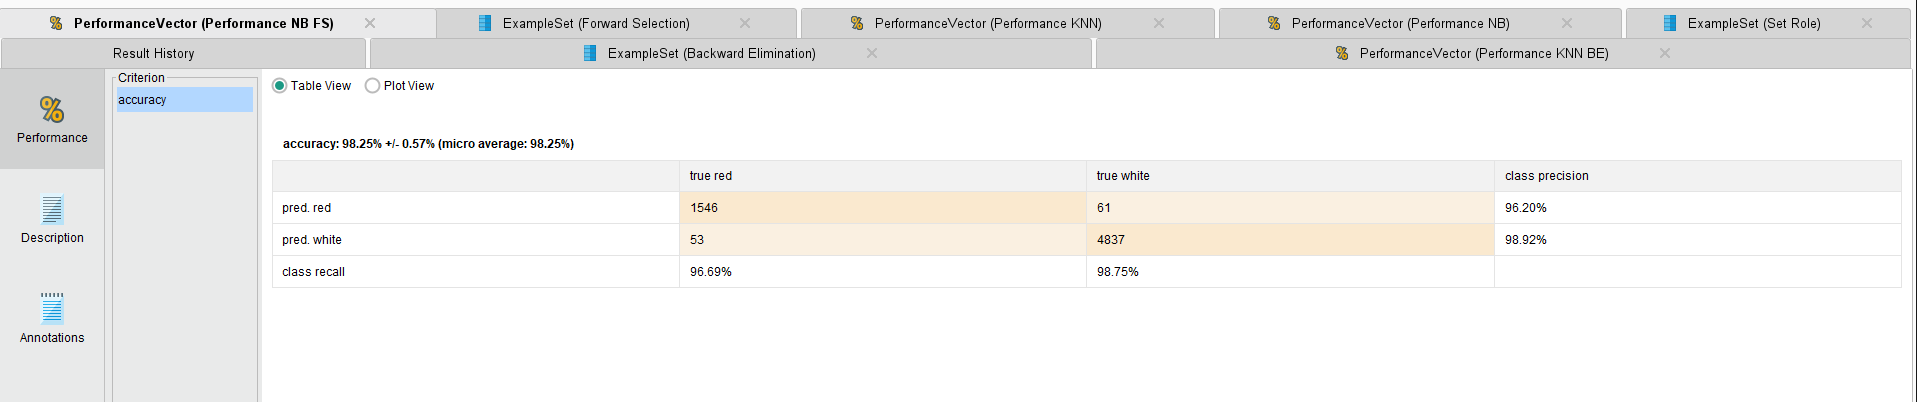 PerformanceVector (Performance NB FS)
ExampleSet (Forward Selection)
PerformanceVector (Performance KNN)
PerformanceVector (Performance NB)
ExampleSet (Set Role)
Result History
ExampleSet (Backward Elimination)
PerformanceVector (Performance KNN BE)
%
Performance
Description
Annotations
Criterion
accuracy
Table View Plot View
accuracy: 98.25% +/- 0.57% (micro average: 98.25%)
true red true white class precision
pred. red 1546 61 96.20%
pred. white 53 4837 98.92%
class recall 96.69% 98.75%